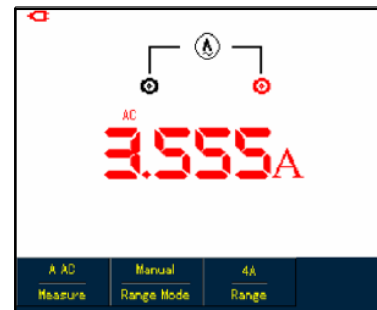 AC
3.555A
A AC Manual 4A
Measure Range Mode Range